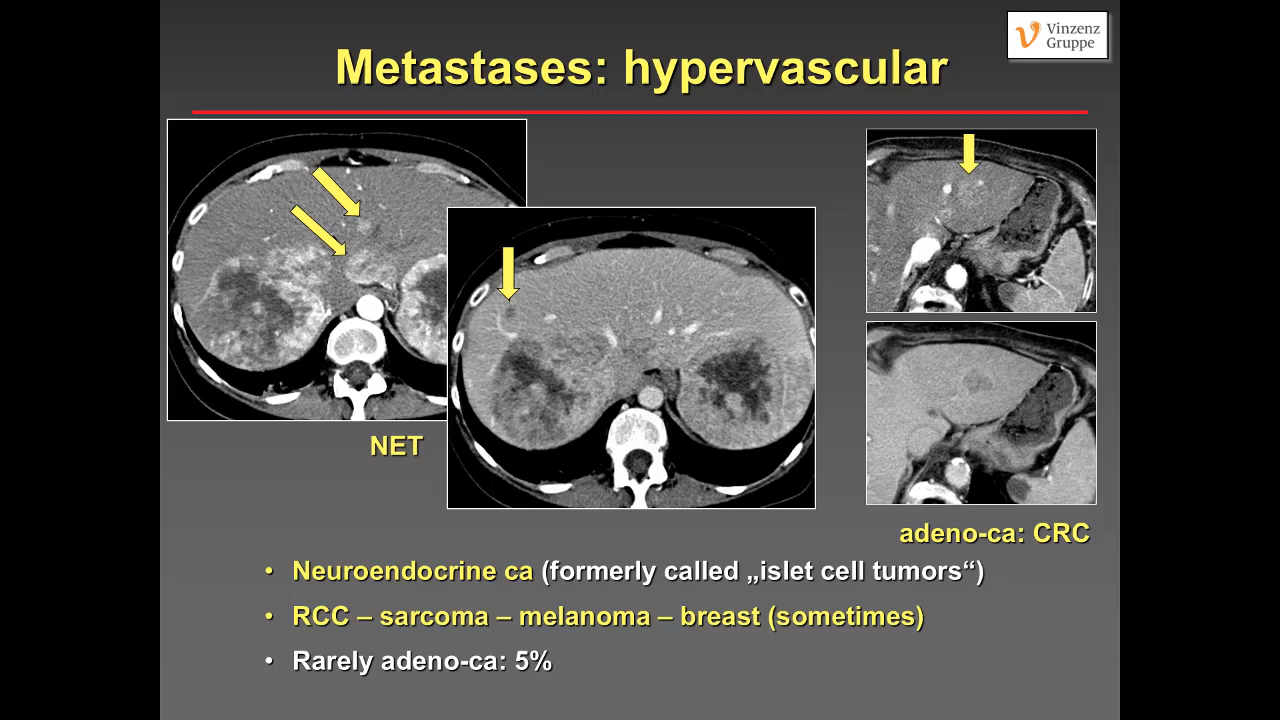 Vinzenz
Gruppe
Metastases: hypervascular
NET
adeno-ca: CRC
• Neuroendocrine ca (formerly called „islet cell tumors“)
• RCC – sarcoma – melanoma – breast (sometimes)
• Rarely adeno-ca: 5%